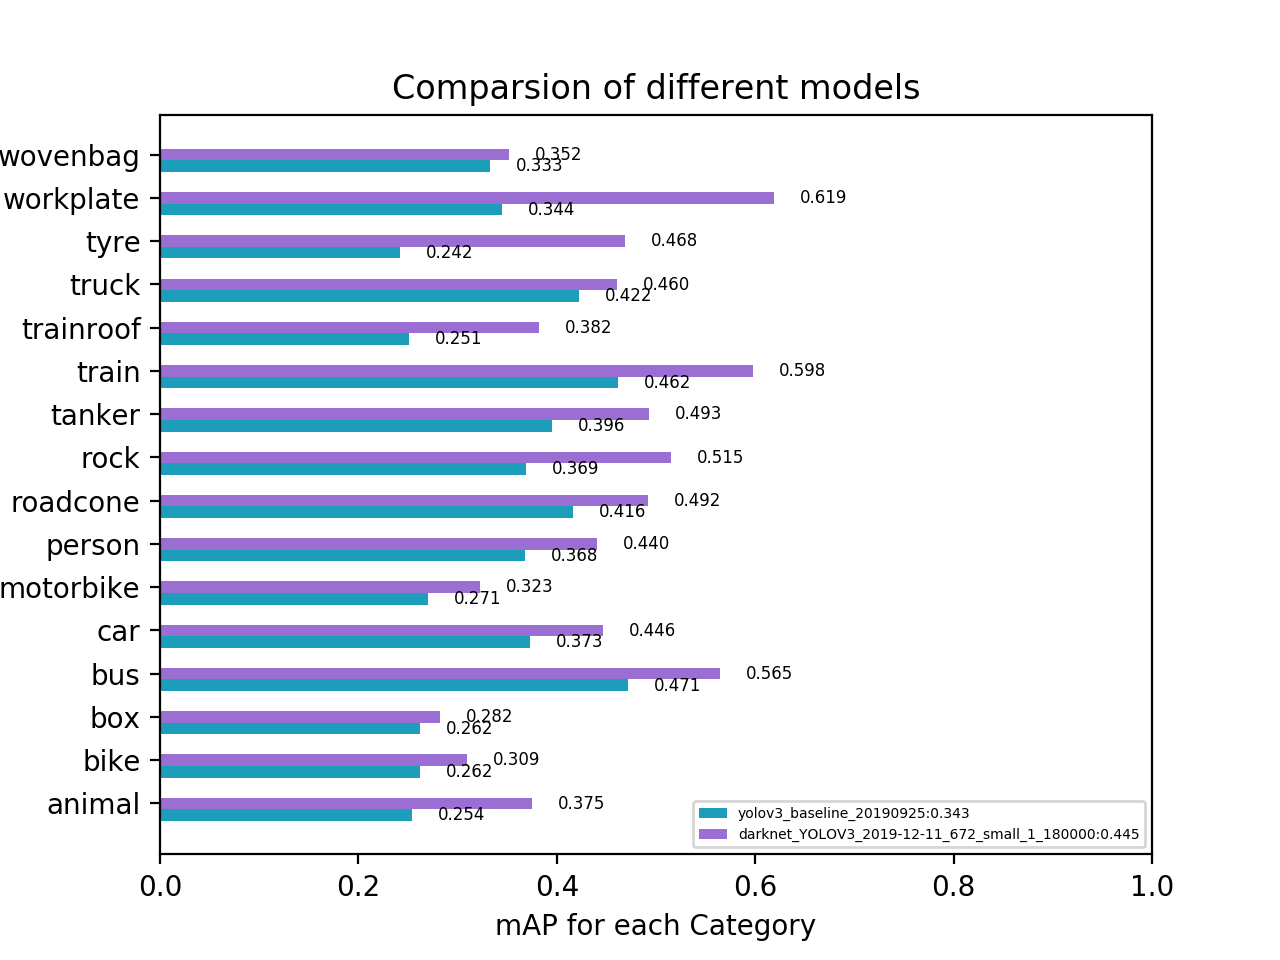 Comparsion of different models
wovenbag 0.352
0.333
workplate 0.619
0.344
tyre 0.468
0.242
truck 0.460
0.422
trainroof 0.382
0.251
train 0.598
0.462
tanker 0.493
0.396
rock 0.515
0.369
roadcone 0.492
0.416
person 0.440
0.368
motorbike 0.323
0.271
car 0.446
0.373
bus 0.565
0.471
box 0.282
0.262
bike 0.309
0.262
animal 0.375
0.254
yolov3_baseline_20190925:0.343
darknet_YOLOV3_2019-12-11_672_small_1_180000:0.445
0.0 0.2 0.4 0.6 0.8 1.0
mAP for each Category